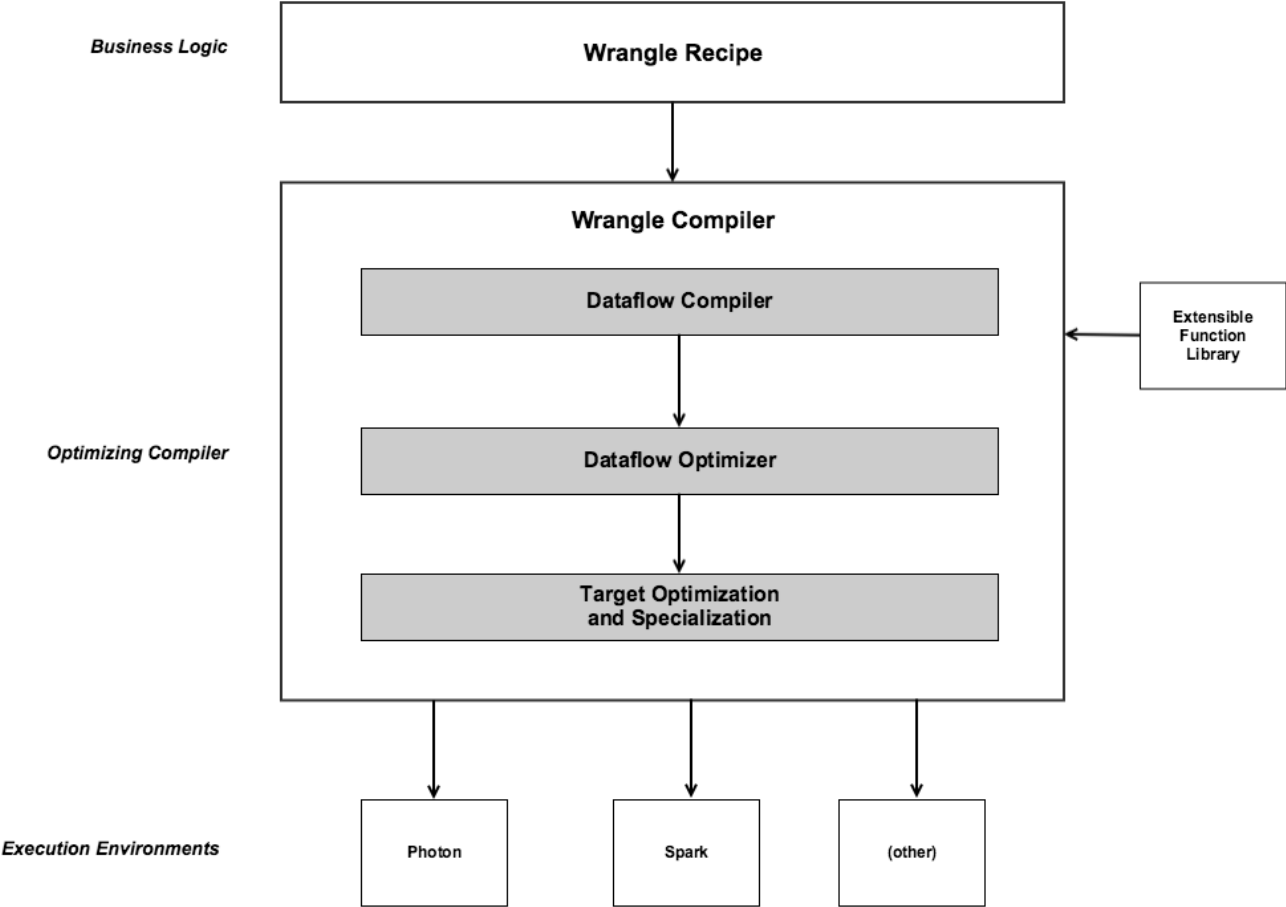 Business Logic
Wrangle Recipe
Wrangle Compiler
Dataflow Compiler
Extensible
Function
Library
Optimizing Compiler
Dataflow Optimizer
Target Optimization
and Specialization
Execution Environments
Photon
Spark
(other)